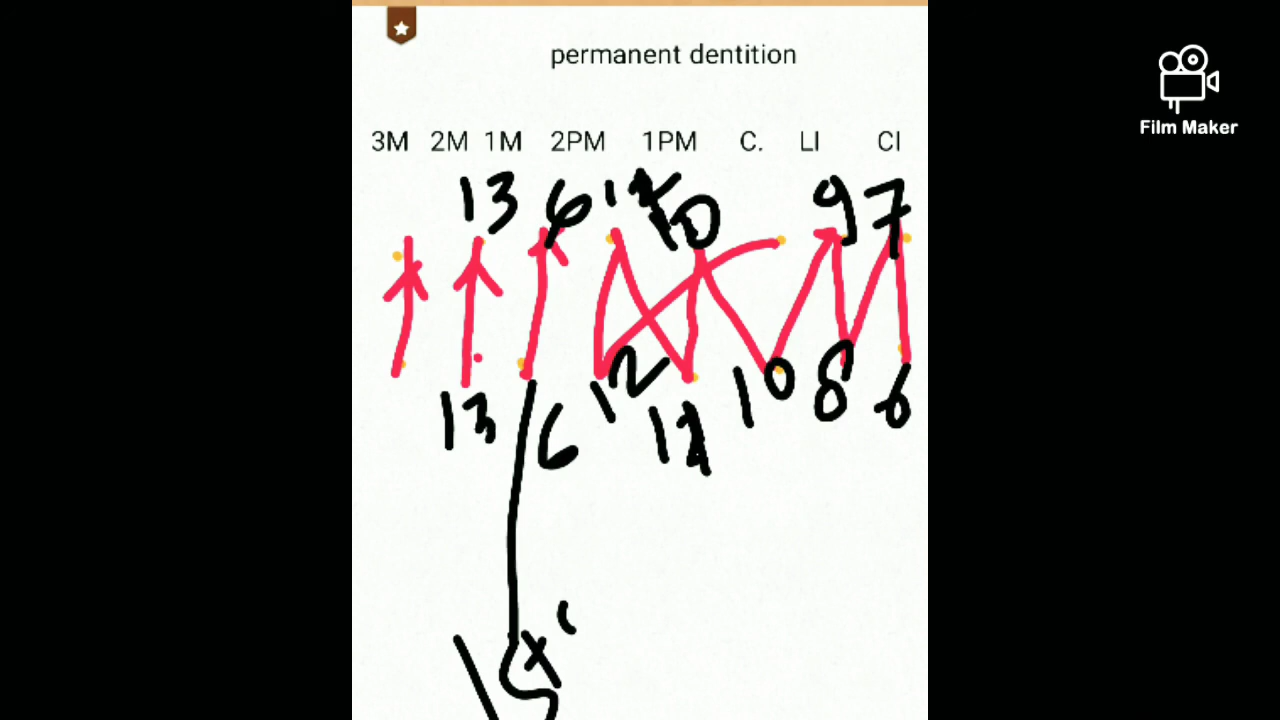 permanent dentition
Film Maker
3M 2M 1M 2PM 1PM C. LI CI
13 6 10 9 7
13 6 12 11 10 8 6
1st